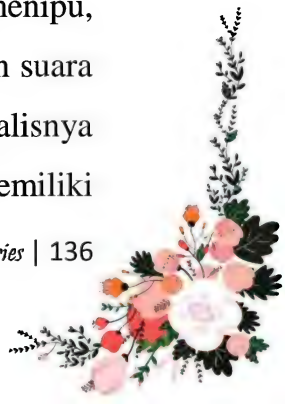 menipu,
suara
alisnya
emiliki
ries | 136